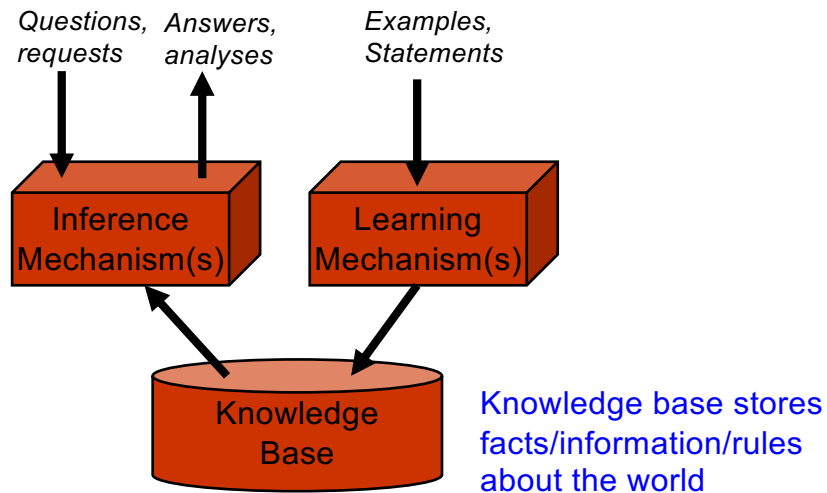 Questions,
requests
Answers,
analyses
Examples,
Statements
Inference
Mechanism(s)
Learning
Mechanism(s)
Knowledge
Base
Knowledge base stores
facts/information/rules
about the world